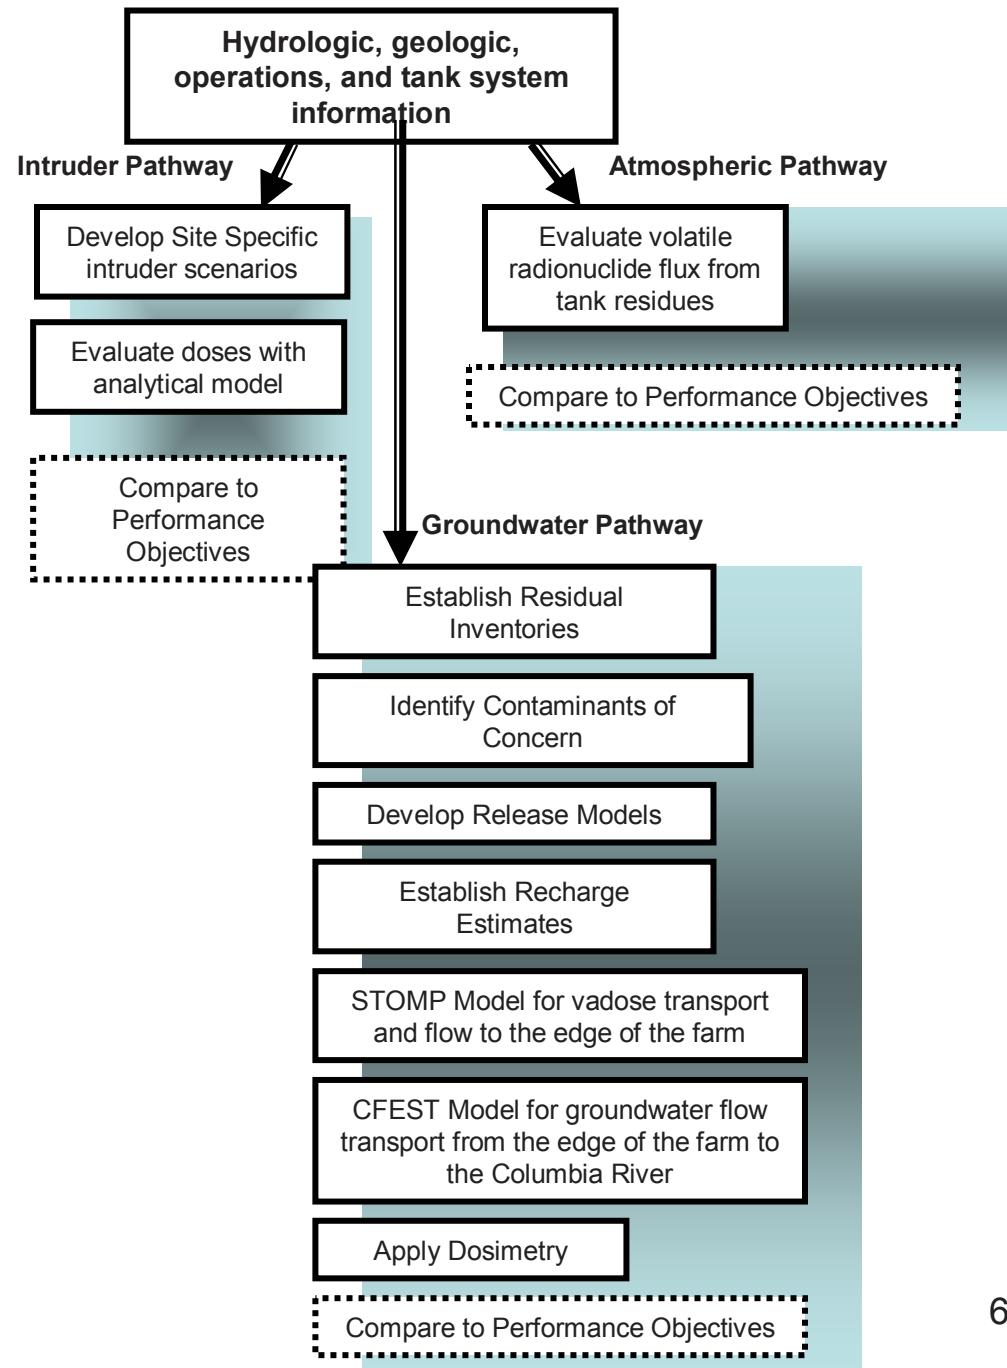 Hydrologic, geologic,
operations, and tank system
information
Intruder Pathway
Develop Site Specific
intruder scenarios
Evaluate doses with
analytical model
Compare to
Performance
Objectives
Atmospheric Pathway
Evaluate volatile
radionuclide flux from
tank residues
Compare to Performance Objectives
Groundwater Pathway
Establish Residual
Inventories
Identify Contaminants of
Concern
Develop Release Models
Establish Recharge
Estimates
STOMP Model for vadose transport
and flow to the edge of the farm
CFEST Model for groundwater flow
transport from the edge of the farm to
the Columbia River
Apply Dosimetry
Compare to Performance Objectives
6